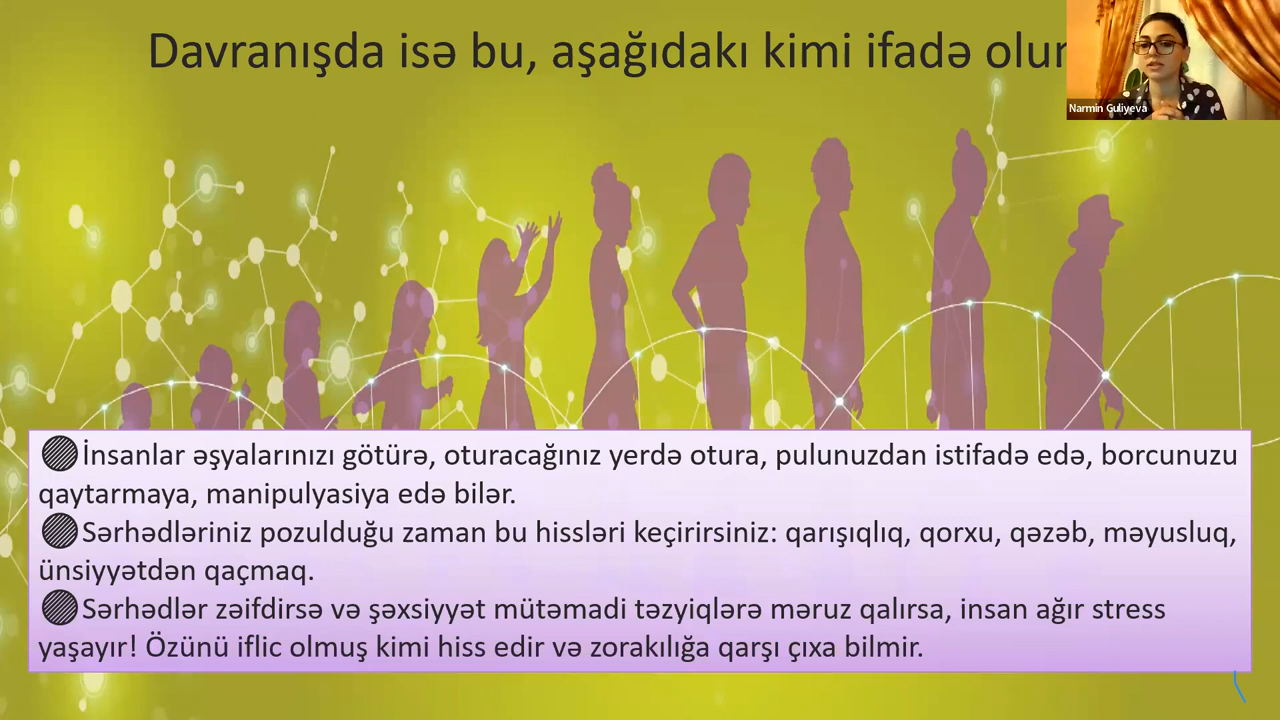 Davranışda isə bu, aşağıdakı kimi ifadə
Narmin Guliyeva
İnsanlar əşyalarınızı götürə, oturacağınız yerdə otura, pulunuzdan istifadə edə, borcunuzu
qaytarmaya, manipulyasiya edə bilər.
Sərhədləriniz pozulduğu zaman bu hissləri keçirirsiniz: qarışıqlıq, qorxu, qəzəb, məyusluq,
ünsiyyətdən qaçmaq.
Sərhədlər zəifdirsə və şəxsiyyət mütəmadi təzyiqlərə məruz qalırsa, insan ağır stress
yaşayır! Özünü iflic olmuş kimi hiss edir və zorakılığa qarşı çıxa bilmir.